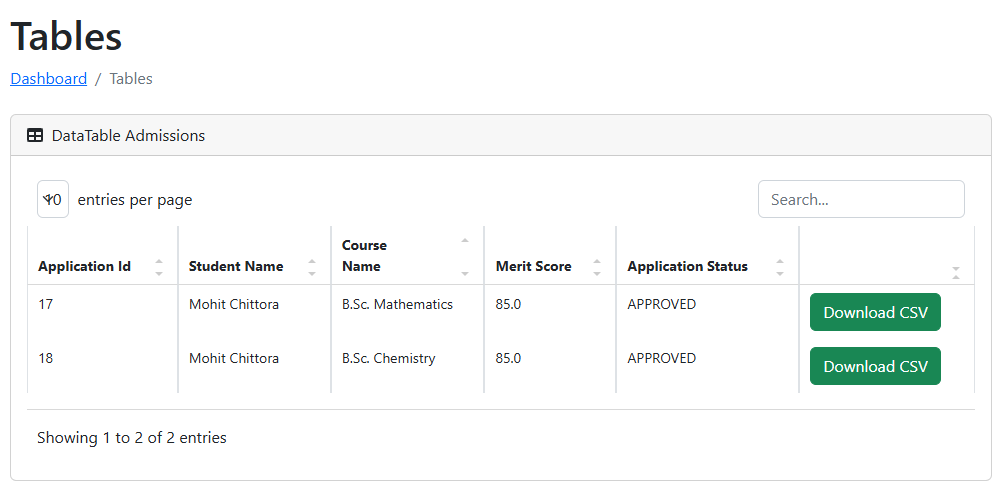 Tables
Dashboard / Tables
DataTable Admissions
10 entries per page
Search...
Application Id Student Name Course Name Merit Score Application Status
17 Mohit Chittora B.Sc. Mathematics 85.0 APPROVED Download CSV
18 Mohit Chittora B.Sc. Chemistry 85.0 APPROVED Download CSV
Showing 1 to 2 of 2 entries